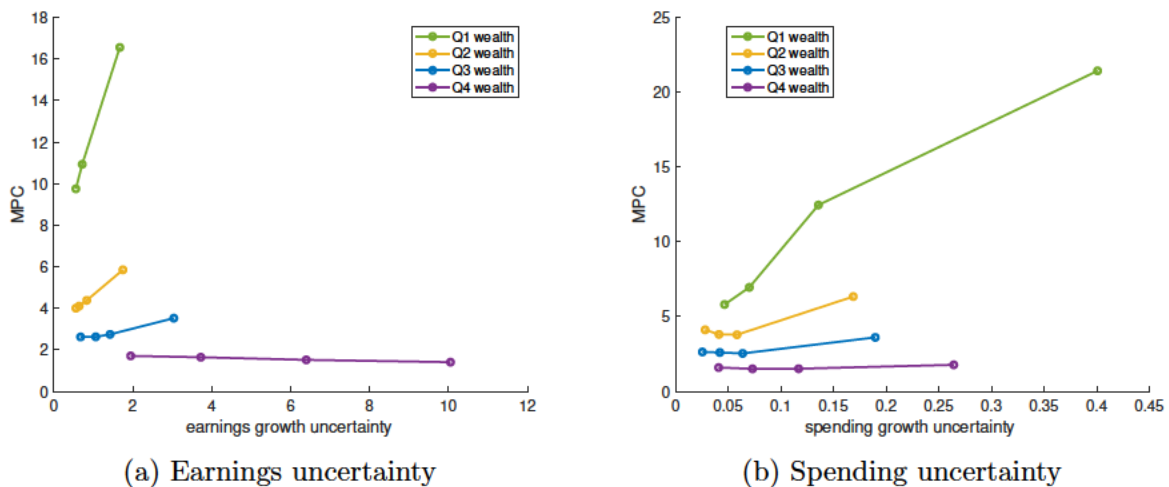 18
16
14
12
10
8
6
4
2
0
MPC
0 2 4 6 8 10 12
earnings growth uncertainty
Q1 wealth
Q2 wealth
Q3 wealth
Q4 wealth
(a) Earnings uncertainty
25
20
15
10
5
0
MPC
0 0.05 0.1 0.15 0.2 0.25 0.3 0.35 0.4 0.45
spending growth uncertainty
Q1 wealth
Q2 wealth
Q3 wealth
Q4 wealth
(b) Spending uncertainty